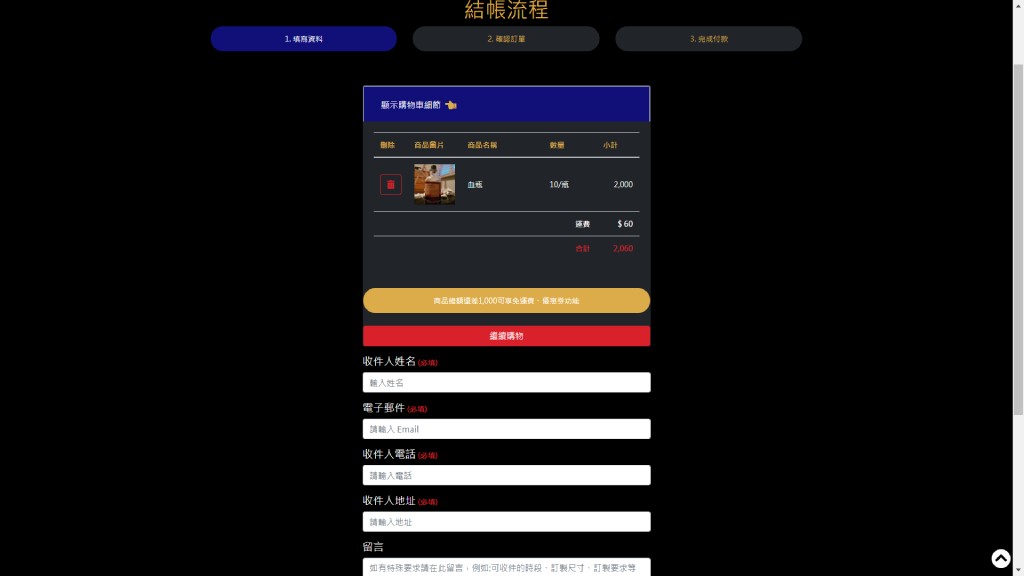 結帳流程
1. 填寫資料
2. 確認訂單
3. 完成付款
顯示購物車細節
刪除 商品圖片 商品名稱 數量 小計
血瓶 10/瓶 2,000
運費 $ 60
合計 2,060
商品總額還差1,000可享免運費、優惠券功能
繼續購物
收件人姓名 (必填)
輸入姓名
電子郵件 (必填)
請輸入 Email
收件人電話 (必填)
請輸入電話
收件人地址 (必填)
請輸入地址
留言
如有特殊要求請在此留言，例如:可收件的時段、訂製尺寸、訂製要求等